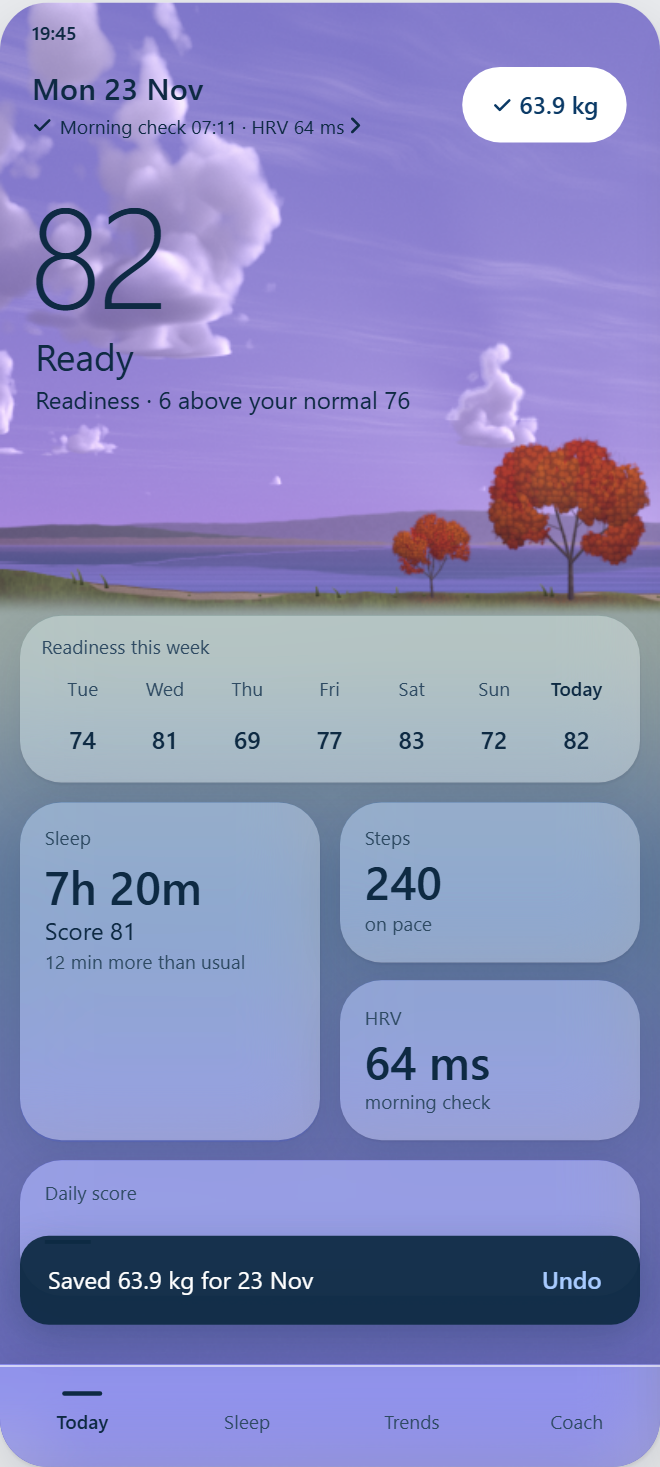 19:45
Mon 23 Nov
Morning check 07:11 · HRV 64 ms
63.9 kg
82
Ready
Readiness · 6 above your normal 76
Readiness this week
Tue Wed Thu Fri Sat Sun Today
74 81 69 77 83 72 82
Sleep
7h 20m
Score 81
12 min more than usual
Steps
240
on pace
HRV
64 ms
morning check
Daily score
Saved 63.9 kg for 23 Nov Undo
Today Sleep Trends Coach